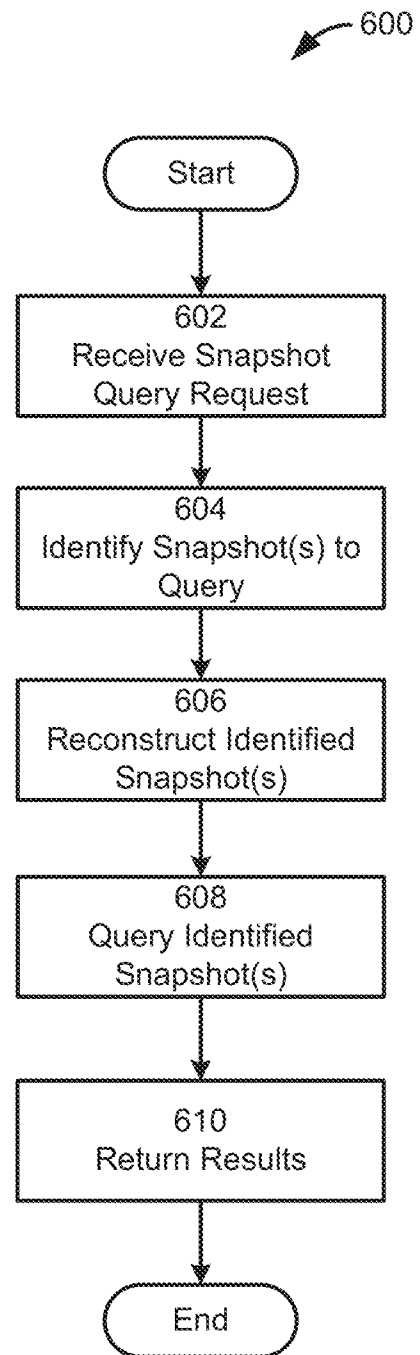 600
Start
602
Receive Snapshot
Query Request
604
Identify Snapshot(s) to
Query
606
Reconstruct Identified
Snapshot(s)
608
Query Identified
Snapshot(s)
610
Return Results
End